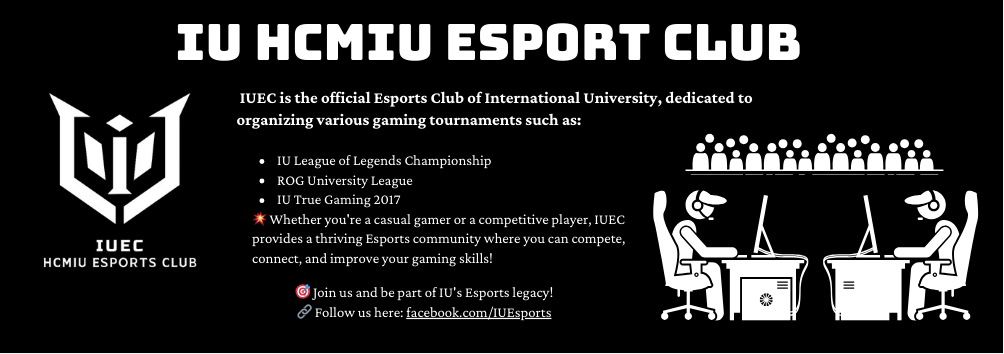 IU HCMIU ESPORT CLUB
IUEC is the official Esports Club of International University, dedicated to
organizing various gaming tournaments such as:
• IU League of Legends Championship
• ROG University League
• IU True Gaming 2017
💥 Whether you're a casual gamer or a competitive player, IUEC
provides a thriving Esports community where you can compete,
connect, and improve your gaming skills!
🎯 Join us and be part of IU's Esports legacy!
🔗 Follow us here: facebook.com/IUEsports
IUEC
HCMIU ESPORTS CLUB